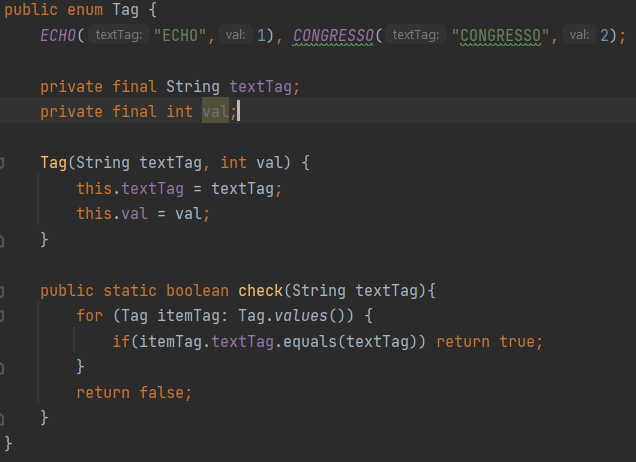 public enum Tag {
    ECHO( textTag: "ECHO", val: 1), CONGRESSO( textTag: "CONGRESSO", val: 2);

    private final String textTag;
    private final int val;

    Tag(String textTag, int val) {
        this.textTag = textTag;
        this.val = val;
    }

    public static boolean check(String textTag){
        for (Tag itemTag: Tag.values()) {
            if(itemTag.textTag.equals(textTag)) return true;
        }
        return false;
    }
}